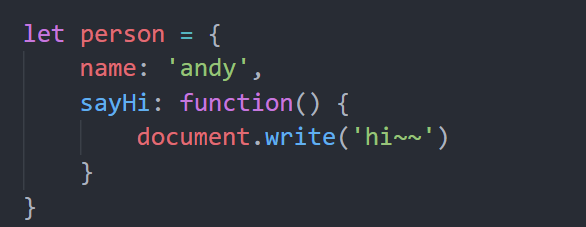 let person = {
    name: 'andy',
    sayHi: function() {
        document.write('hi~~')
    }
}